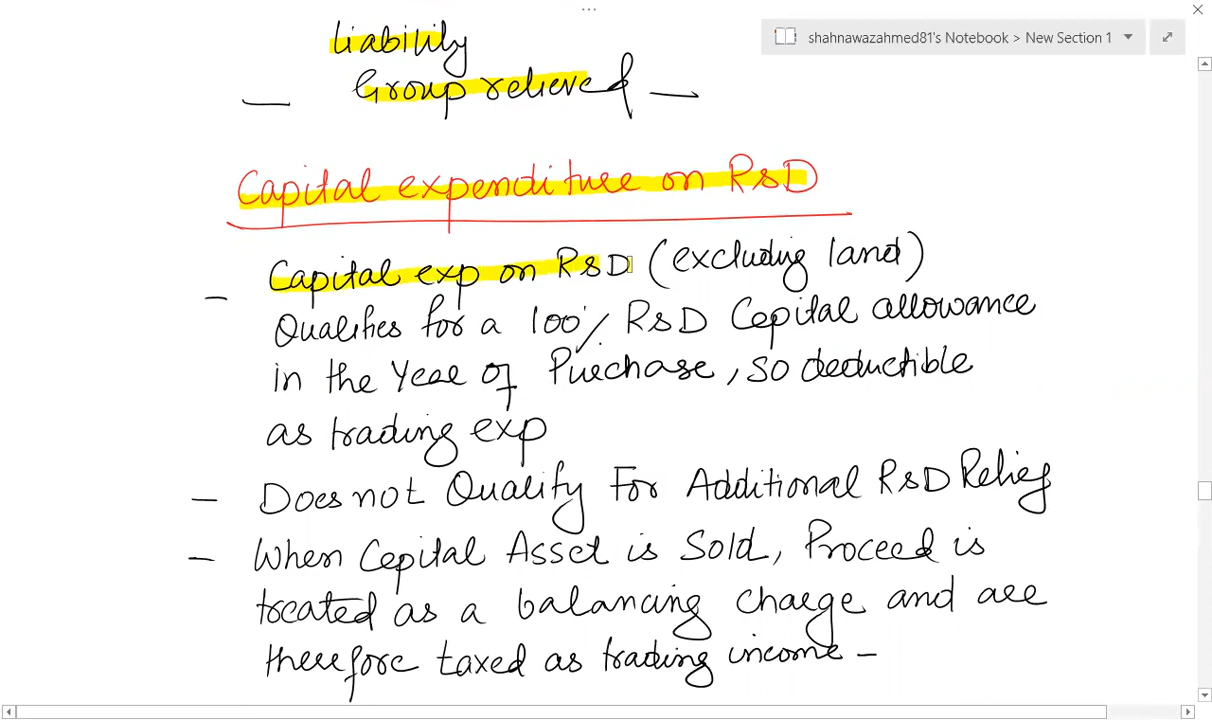 shahnawazahmed81's Notebook > New Section 1
liability
— Group relieved —
Capital expenditure on R&D
- Capital exp on R&D (excluding land)
Qualifies for a 100% R&D Capital allowance
in the Year of Purchase, so deductible
as trading exp
- Does not Qualify For Additional R&D Relief
- When Capital Asset is Sold, Proceed is
treated as a balancing charge and are
therefore taxed as trading income -